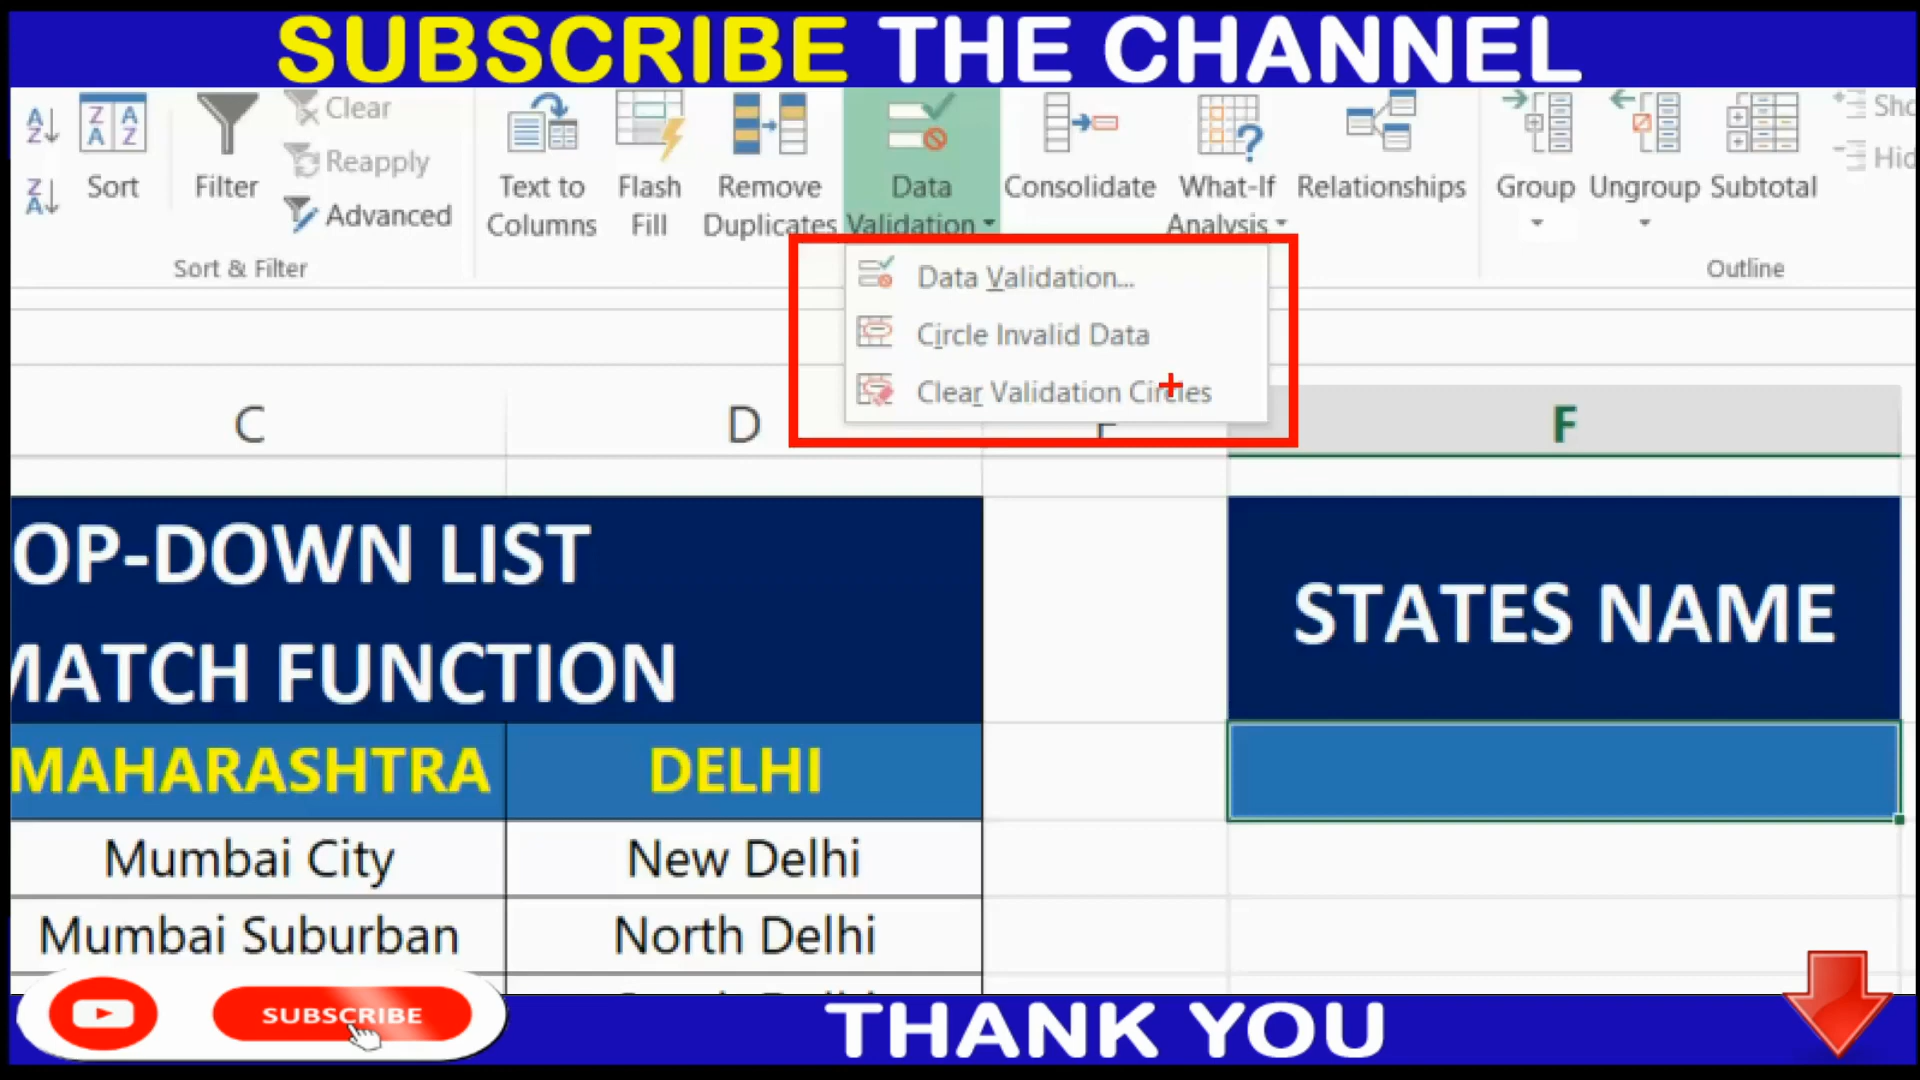 SUBSCRIBE THE CHANNEL
Clear
Reapply
Advanced
Sort
Filter
Sort & Filter
Text to
Columns
Flash
Fill
Remove
Duplicates
Data
Validation
Consolidate
What-If
Analysis
Relationships
Group
Ungroup
Subtotal
Outline
Data Validation...
Circle Invalid Data
Clear Validation Circles
C
D
F
OP-DOWN LIST
MATCH FUNCTION
STATES NAME
MAHARASHTRA
DELHI
Mumbai City
New Delhi
Mumbai Suburban
North Delhi
SUBSCRIBE
THANK YOU